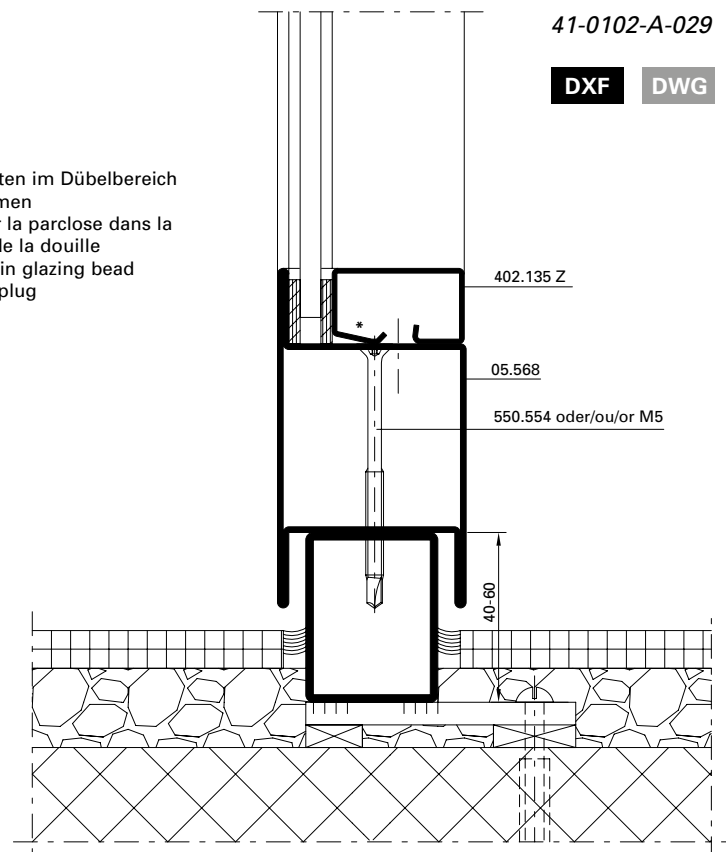 41-0102-A-029
DXF DWG
ten im Dübelbereich
men
r la parclose dans la
de la douille
in glazing bead
plug
402.135 Z
*
05.568
550.554 oder/ou/or M5
40-60